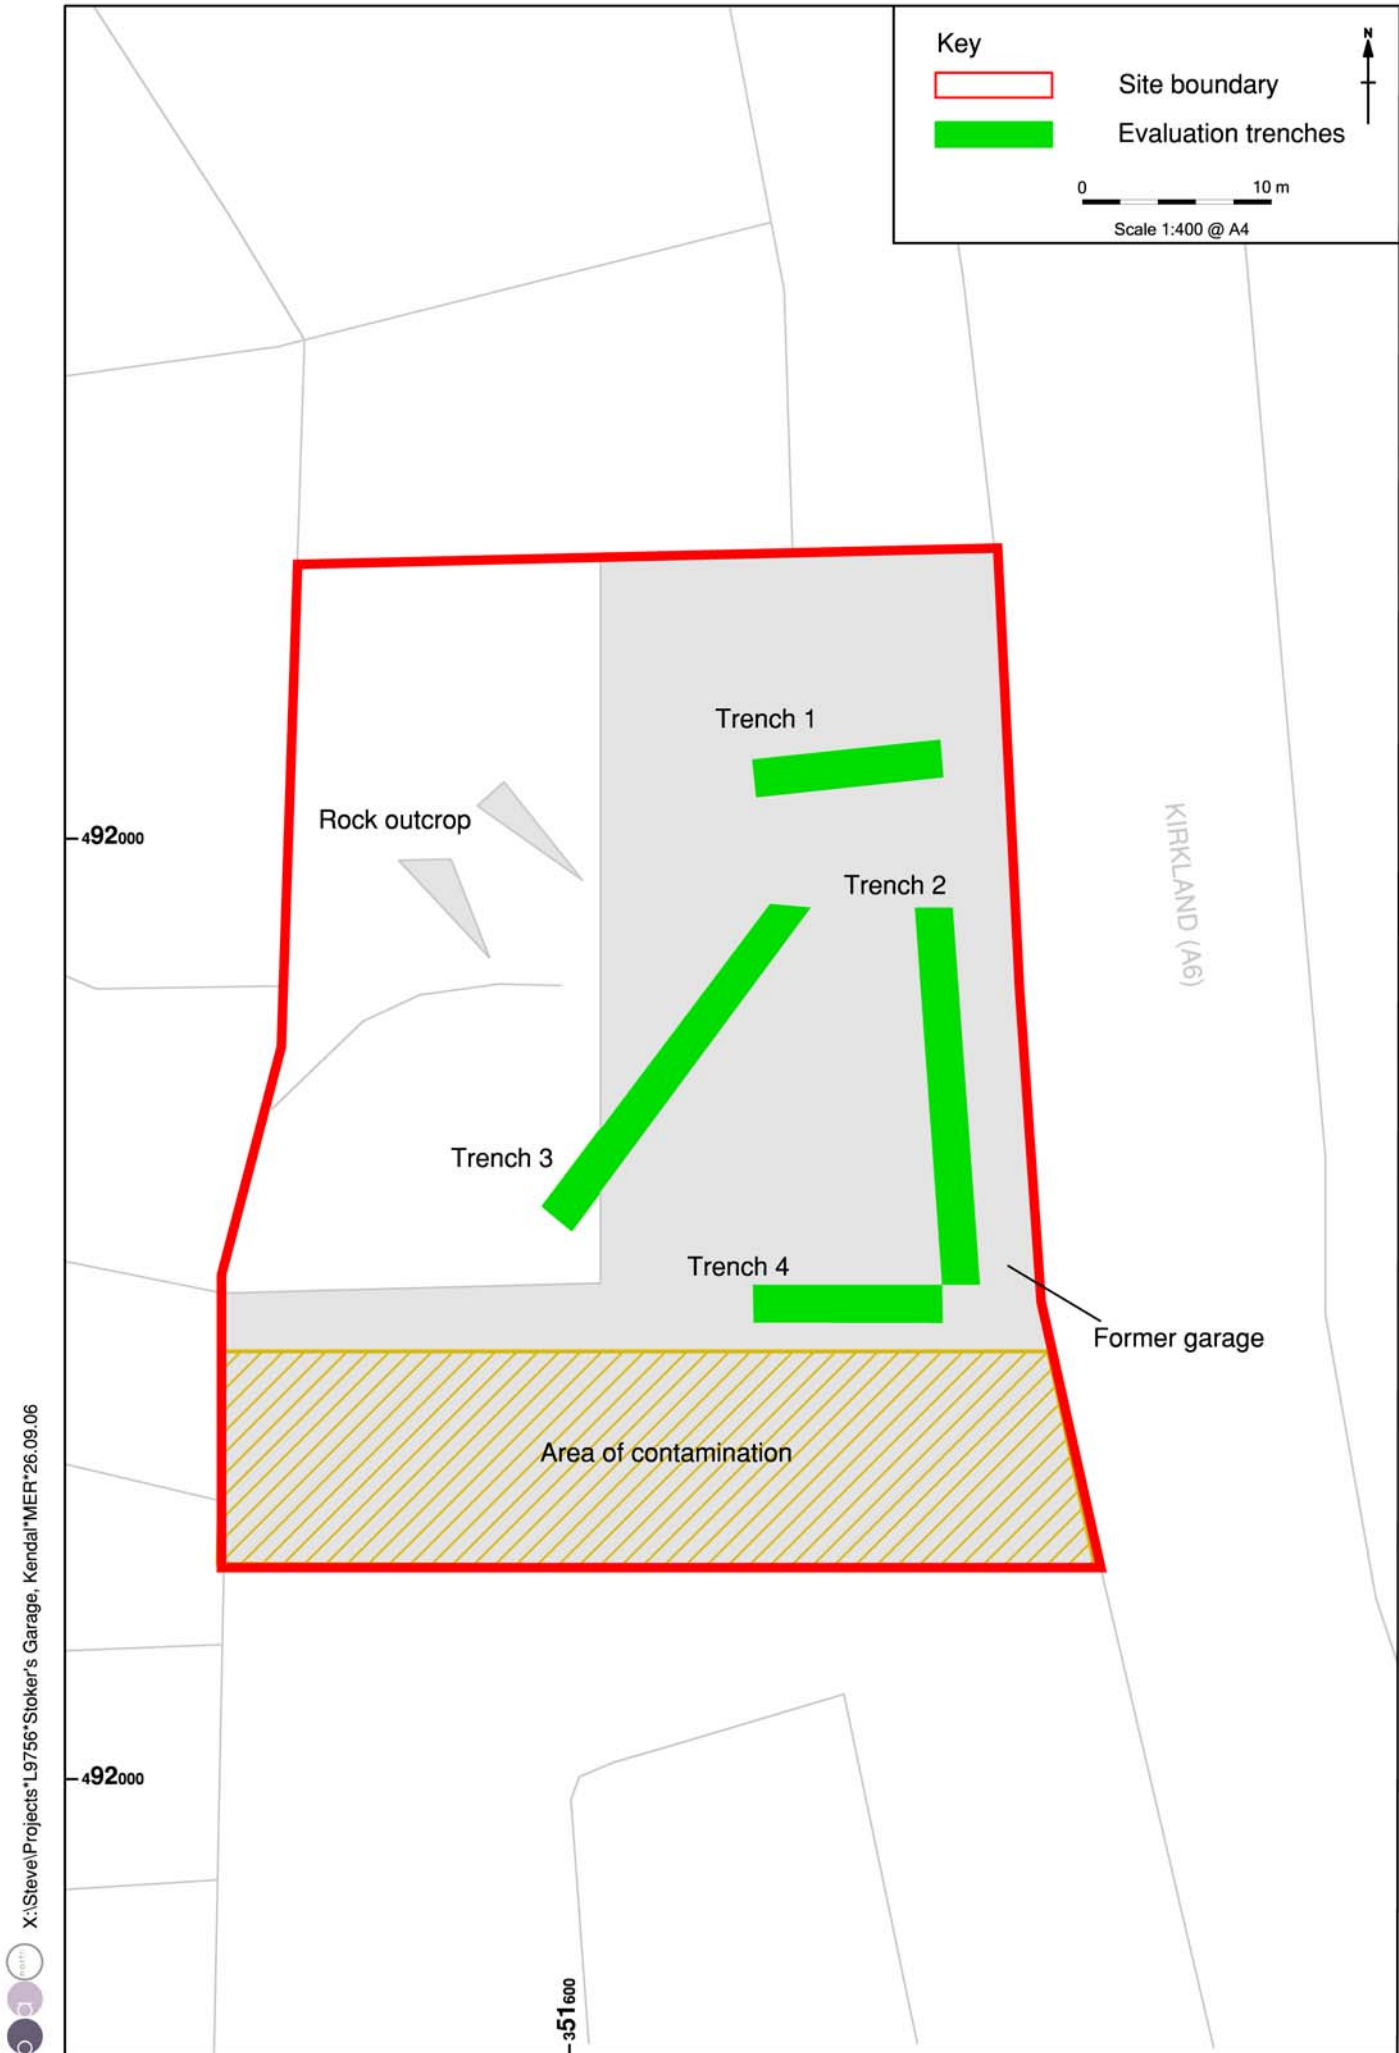 Key
N
Site boundary
Evaluation trenches
0 10 m
Scale 1:400 @ A4
Trench 1
Rock outcrop
492000
KIRKLAND (A6)
Trench 2
Trench 3
Trench 4
Former garage
Area of contamination
X:\Steve\Projects*L9756*Stoker's Garage, Kendal*MER*26.09.06
492000
351600
north